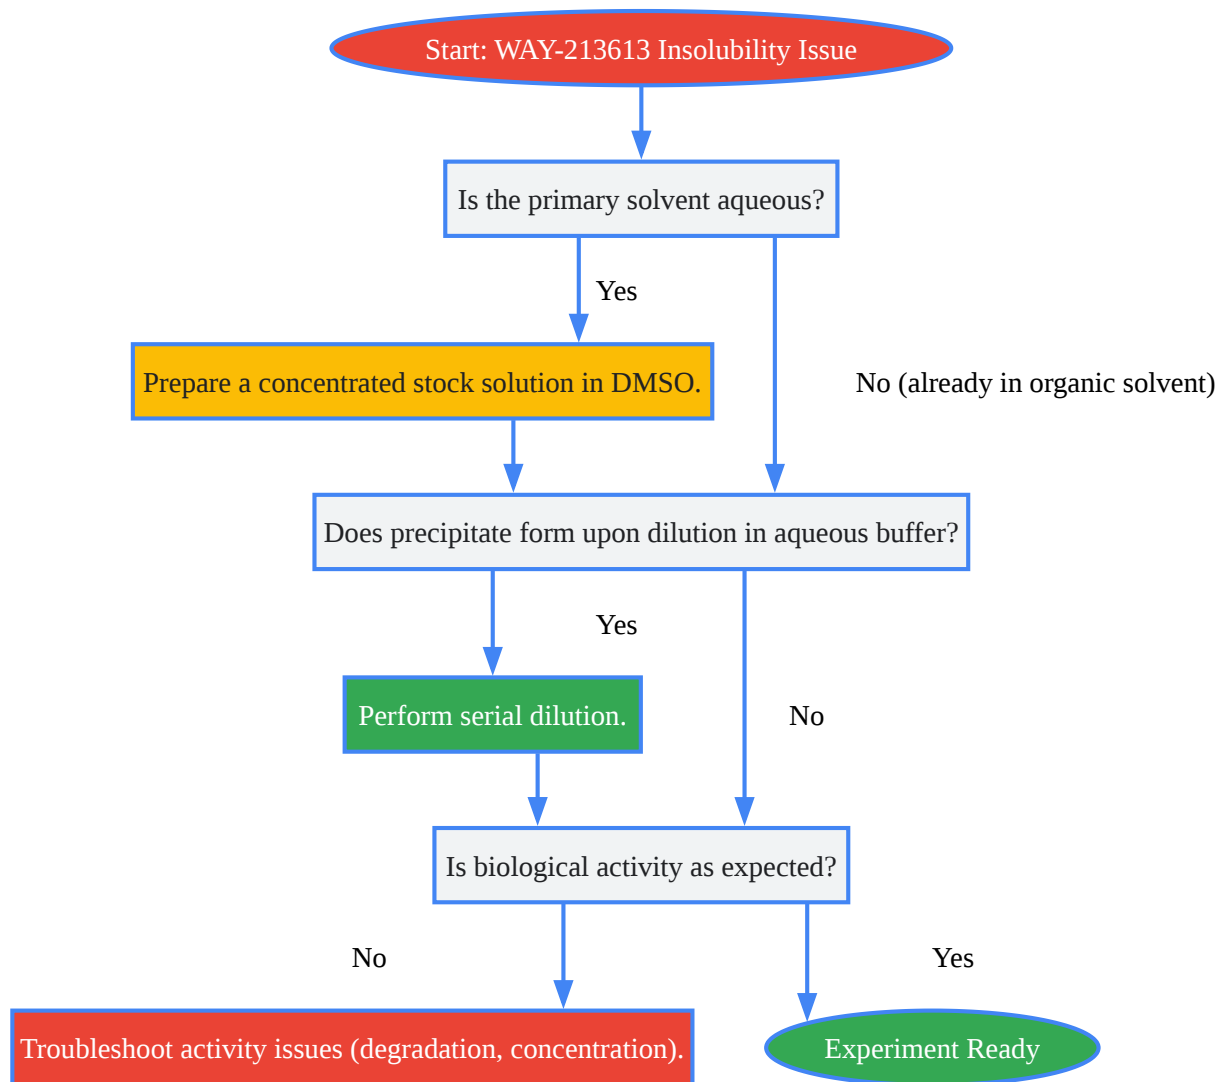 Start: WAY-213613 Insolubility Issue
Is the primary solvent aqueous?
Yes
Prepare a concentrated stock solution in DMSO.
No (already in organic solvent)
Does precipitate form upon dilution in aqueous buffer?
Yes
Perform serial dilution.
No
Is biological activity as expected?
No
Yes
Troubleshoot activity issues (degradation, concentration).
Experiment Ready